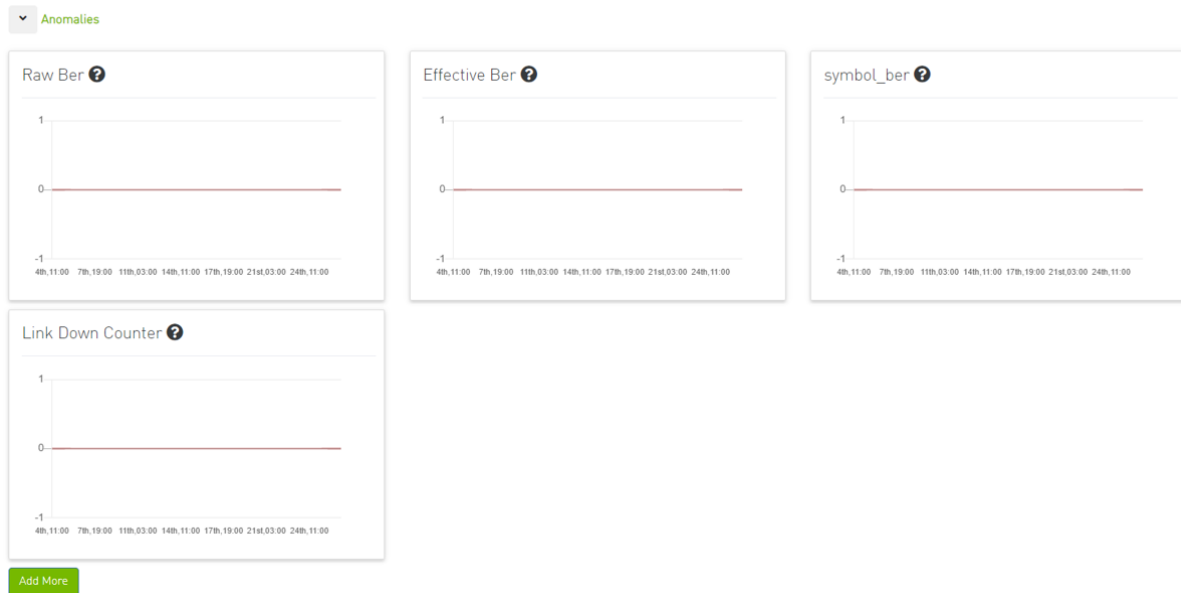 Anomalies
Raw Ber ?
1
0
-1
4th,11:00 7th,19:00 11th,03:00 14th,11:00 17th,19:00 21st,03:00 24th,11:00
Effective Ber ?
1
0
-1
4th,11:00 7th,19:00 11th,03:00 14th,11:00 17th,19:00 21st,03:00 24th,11:00
symbol_ber ?
1
0
-1
4th,11:00 7th,19:00 11th,03:00 14th,11:00 17th,19:00 21st,03:00 24th,11:00
Link Down Counter ?
1
0
-1
4th,11:00 7th,19:00 11th,03:00 14th,11:00 17th,19:00 21st,03:00 24th,11:00
Add More